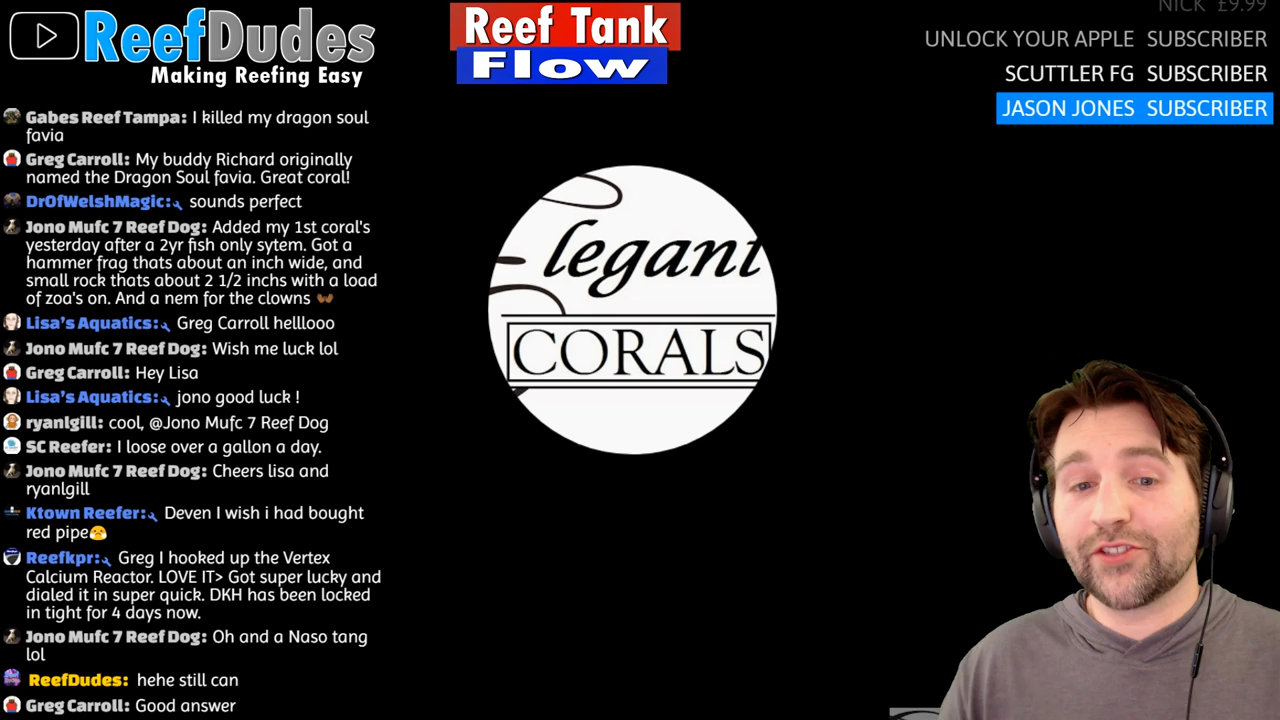 ReefDudes
Making Reefing Easy
Reef Tank
Flow
NICK £9.99
UNLOCK YOUR APPLE SUBSCRIBER
SCUTTLER FG SUBSCRIBER
JASON JONES SUBSCRIBER
Gabes Reef Tampa: I killed my dragon soul
favia
Greg Carroll: My buddy Richard originally
named the Dragon Soul favia. Great coral!
DrOfWelshMagic: sounds perfect
Jono Mufc 7 Reef Dog: Added my 1st coral's
yesterday after a 2yr fish only sytem. Got a
hammer frag thats about an inch wide, and
small rock thats about 2 1/2 inchs with a load
of zoa's on. And a nem for the clowns
Lisa's Aquatics: Greg Carroll helllooo
Jono Mufc 7 Reef Dog: Wish me luck lol
Greg Carroll: Hey Lisa
Lisa's Aquatics: jono good luck !
ryanlgill: cool, @Jono Mufc 7 Reef Dog
SC Reefer: I loose over a gallon a day.
Jono Mufc 7 Reef Dog: Cheers lisa and
ryanlgill
Ktown Reefer: Deven I wish i had bought
red pipe
Reefkpr: Greg I hooked up the Vertex
Calcium Reactor. LOVE IT> Got super lucky and
dialed it in super quick. DKH has been locked
in tight for 4 days now.
Jono Mufc 7 Reef Dog: Oh and a Naso tang
lol
ReefDudes: hehe still can
Greg Carroll: Good answer
legant
CORALS